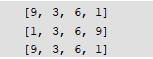 [9, 3, 6, 1]
[1, 3, 6, 9]
[9, 3, 6, 1]